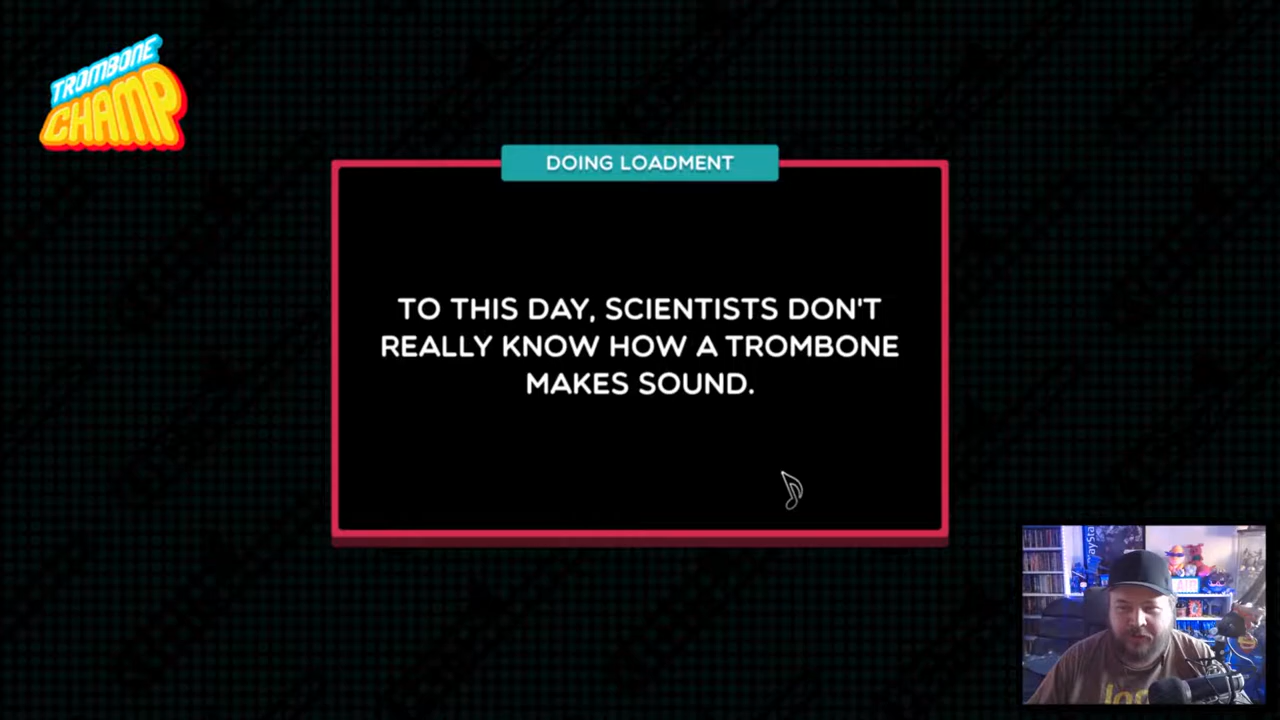 TROMBONE
CHAMP
DOING LOADMENT
TO THIS DAY, SCIENTISTS DON'T
REALLY KNOW HOW A TROMBONE
MAKES SOUND.